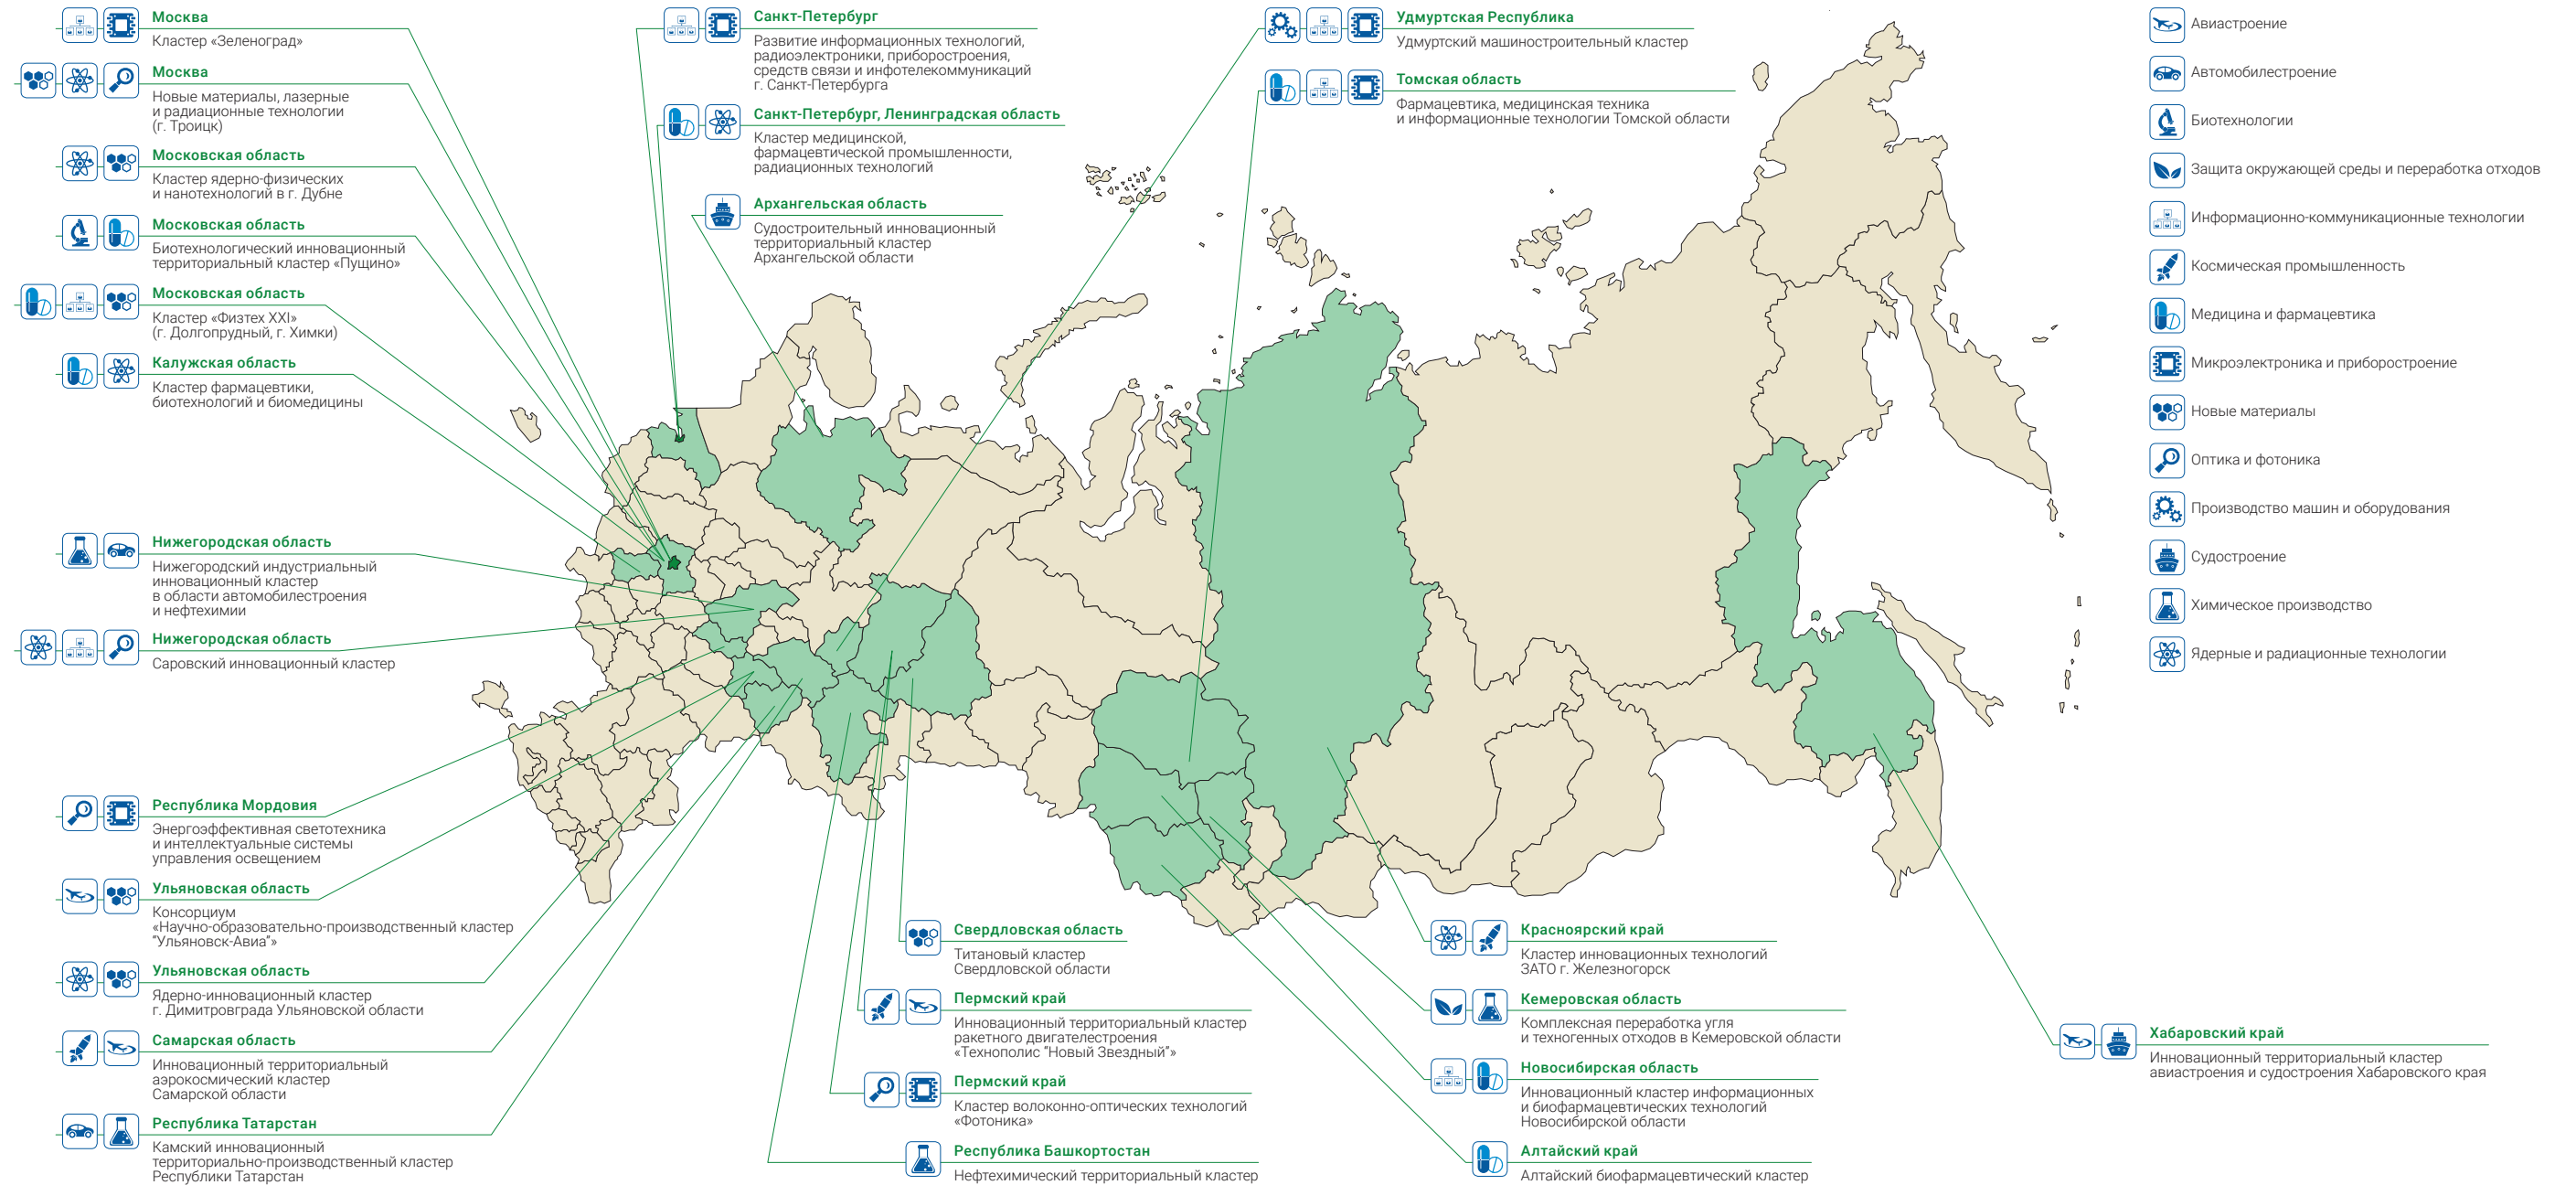 Москва
Кластер «Зеленоград»
Москва
Новые материалы, лазерные
и радиационные технологии
(г. Троицк)
Московская область
Кластер ядерно-физических
и нанотехнологий в г. Дубне
Московская область
Биотехнологический инновационный
территориальный кластер «Пущино»
Московская область
Кластер «Физтех XXI»
(г. Долгопрудный, г. Химки)
Калужская область
Кластер фармацевтики,
биотехнологий и биомедицины
Нижегородская область
Нижегородский индустриальный
инновационный кластер
в области автомобилестроения
и нефтехимии
Нижегородская область
Саровский инновационный кластер
Республика Мордовия
Энергоэффективная светотехника
и интеллектуальные системы
управления освещением
Ульяновская область
Консорциум
«Научно-образовательно-производственный кластер
"Ульяновск-Авиа"»
Ульяновская область
Ядерно-инновационный кластер
г. Димитровграда Ульяновской области
Самарская область
Инновационный территориальный
аэрокосмический кластер
Самарской области
Республика Татарстан
Камский инновационный
территориально-производственный кластер
Республики Татарстан
Санкт-Петербург
Развитие информационных технологий,
радиоэлектроники, приборостроения,
средств связи и инфотелекоммуникаций
г. Санкт-Петербурга
Санкт-Петербург, Ленинградская область
Кластер медицинской,
фармацевтической промышленности,
радиационных технологий
Архангельская область
Судостроительный инновационный
территориальный кластер
Архангельской области
Удмуртская Республика
Удмуртский машиностроительный кластер
Томская область
Фармацевтика, медицинская техника
и информационные технологии Томской области
Свердловская область
Титановый кластер
Свердловской области
Пермский край
Инновационный территориальный кластер
ракетного двигателестроения
«Технополис "Новый Звездный"»
Пермский край
Кластер волоконно-оптических технологий
«Фотоника»
Республика Башкортостан
Нефтехимический территориальный кластер
Красноярский край
Кластер инновационных технологий
ЗАТО г. Железногорск
Кемеровская область
Комплексная переработка угля
и техногенных отходов в Кемеровской области
Новосибирская область
Инновационный кластер информационных
и биофармацевтических технологий
Новосибирской области
Алтайский край
Алтайский биофармацевтический кластер
Хабаровский край
Инновационный территориальный кластер
авиастроения и судостроения Хабаровского края
Авиастроение
Автомобилестроение
Биотехнологии
Защита окружающей среды и переработка отходов
Информационно-коммуникационные технологии
Космическая промышленность
Медицина и фармацевтика
Микроэлектроника и приборостроение
Новые материалы
Оптика и фотоника
Производство машин и оборудования
Судостроение
Химическое производство
Ядерные и радиационные технологии